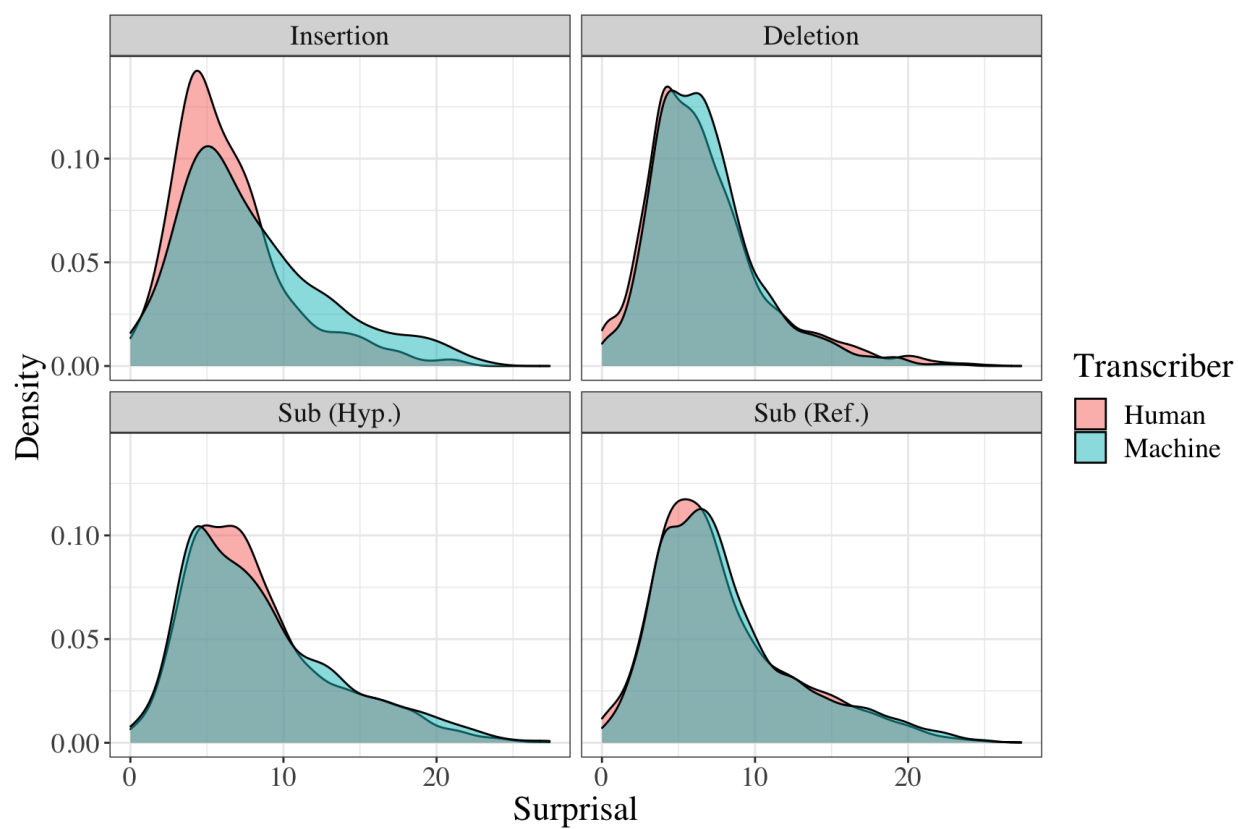 Insertion
Deletion
0.10
0.05
0.00
Sub (Hyp.)
Sub (Ref.)
0.10
0.05
0.00
0 10 20
0 10 20
Surprisal
Density
Transcriber
Human
Machine